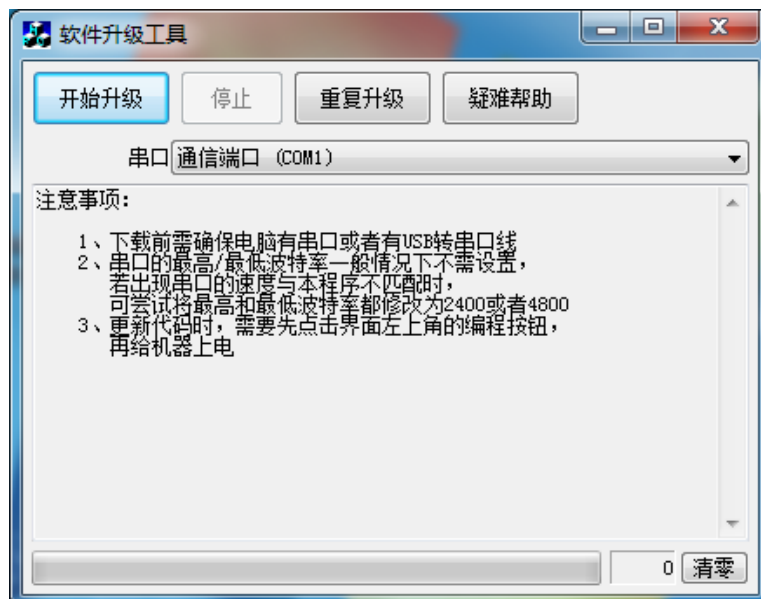 软件升级工具
开始升级 停止 重复升级 疑难帮助
串口 通信端口 (COM1)
注意事项:
1、下载前需确保电脑有串口或者有USB转串口线
2、串口的最高/最低波特率一般情况下不需设置,
若出现串口的速度与本程序不匹配时,
可尝试将最高和最低波特率都修改为2400或者4800
3、更新代码时, 需要先点击界面左上角的编程按钮,
再给机器上电
0 清零